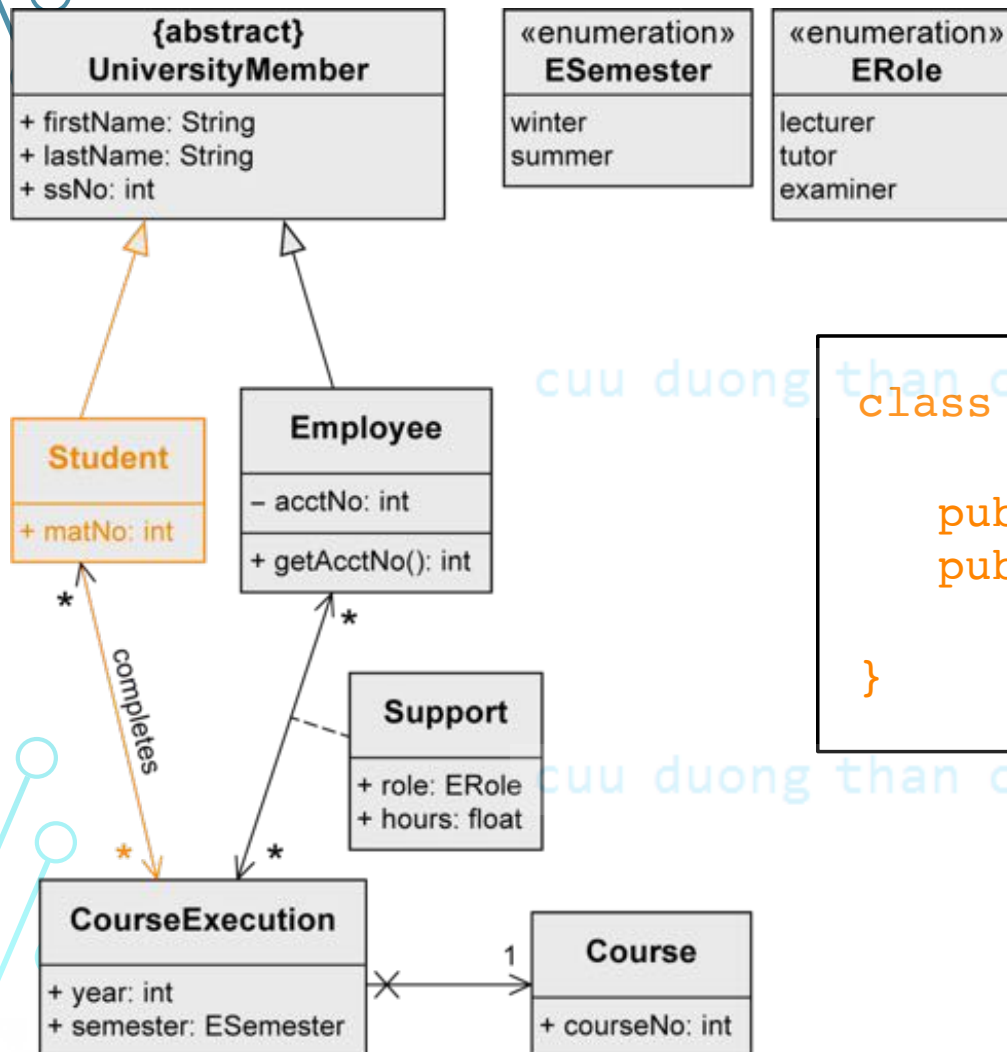 {abstract}
UniversityMember
+ firstName: String
+ lastName: String
+ ssNo: int
«enumeration»
ESemester
winter
summer
«enumeration»
ERole
lecturer
tutor
examiner
cuu duong than c
class
pub
pub
}
Student
+ matNo: int
Employee
– acctNo: int
+ getAcctNo(): int
*
*
completes
Support
+ role: ERole
+ hours: float
cuu duong than c
*
*
CourseExecution
+ year: int
+ semester: ESemester
1
Course
+ courseNo: int